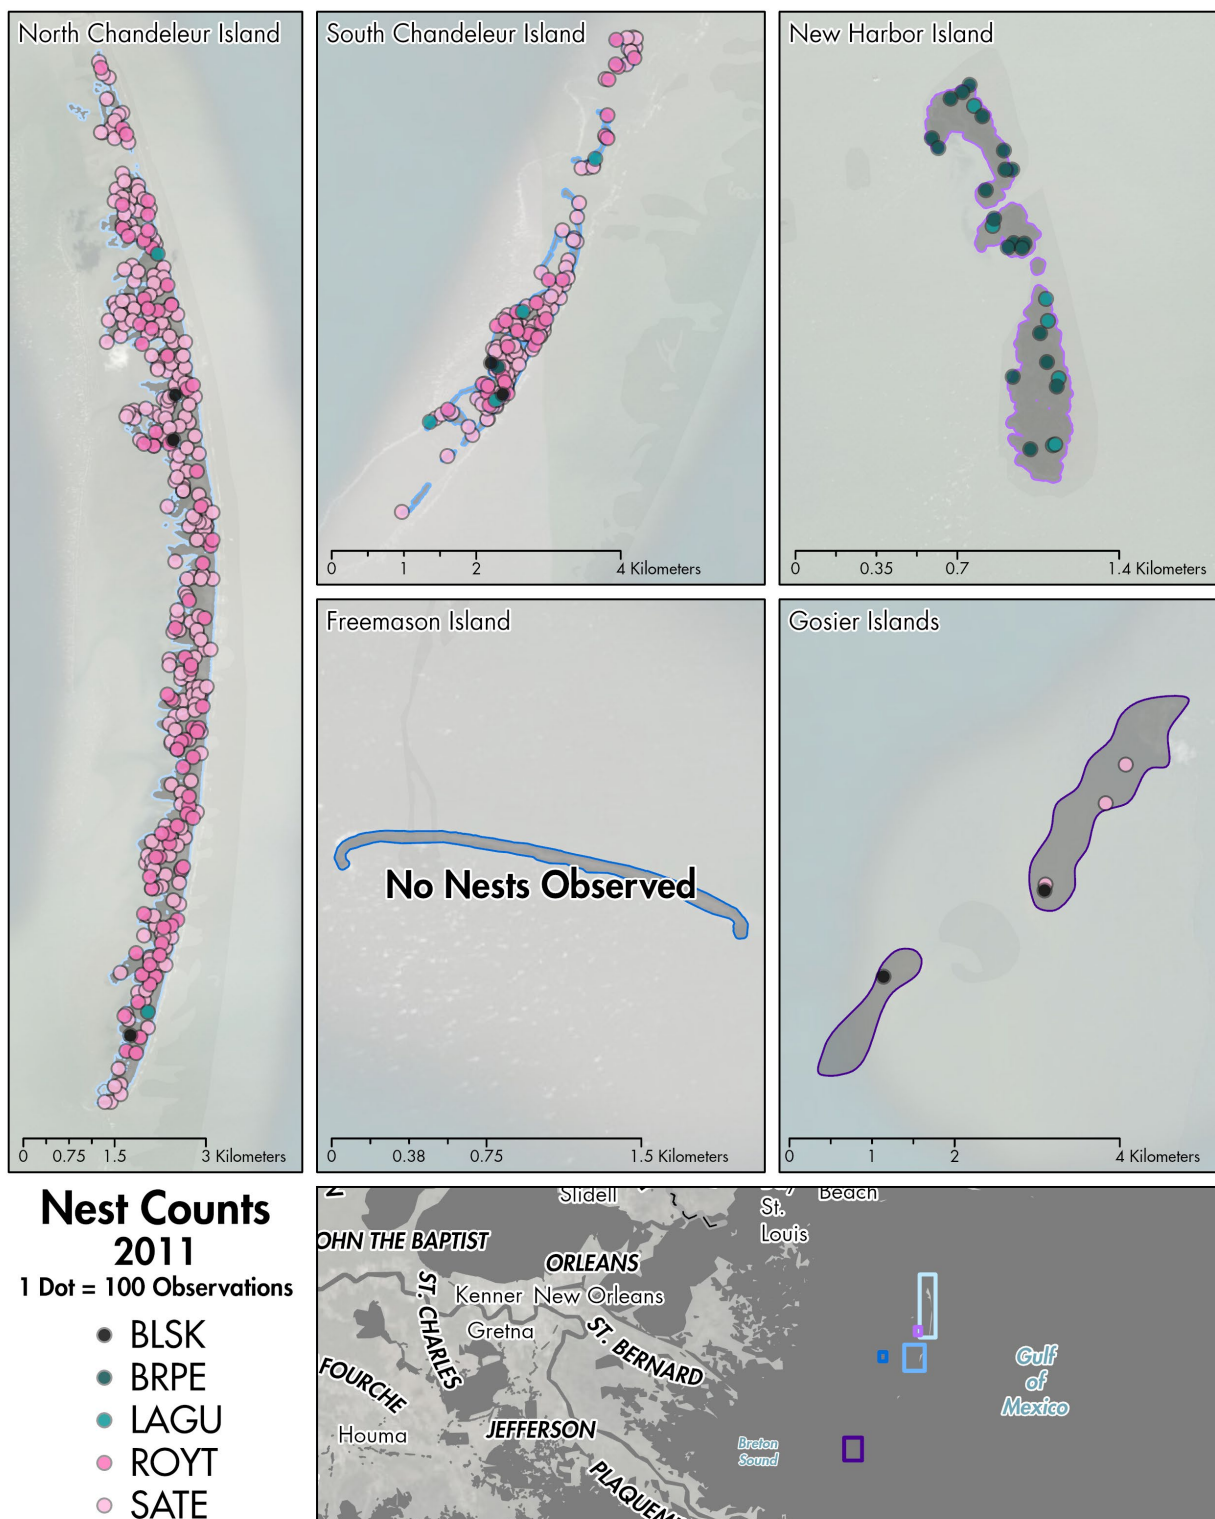 North Chandeleur Island
0 0.75 1.5 3 Kilometers
South Chandeleur Island
0 1 2 4 Kilometers
New Harbor Island
0 0.35 0.7 1.4 Kilometers
Freemason Island
No Nests Observed
0 0.38 0.75 1.5 Kilometers
Gosier Islands
0 1 2 4 Kilometers
Nest Counts
2011
1 Dot = 100 Observations
BLSK
BRPE
LAGU
ROYT
SATE
Slidell
St.
Louis
Beach
OHN THE BAPTIST
ORLEANS
ST. CHARLES
Kenner
New Orleans
Gretna
ST. BERNARD
FOURCHE
Houma
JEFFERSON
PLAQUEM
Breton
Sound
Gulf
of
Mexico